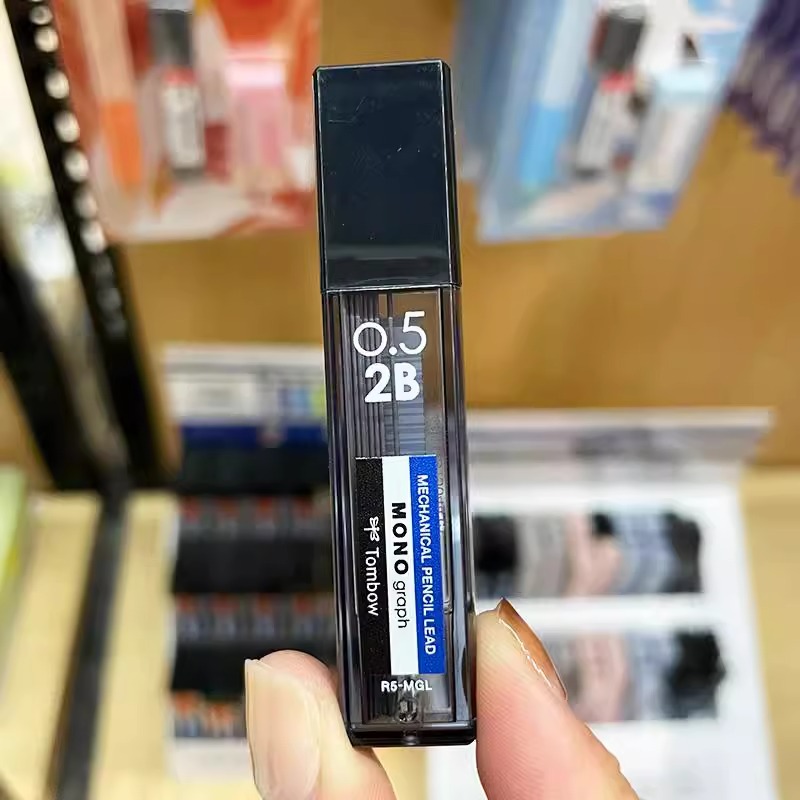 0.5
2B
MECHANICAL PENCIL LEAD
MONO graph
Tombow
R5-MGL